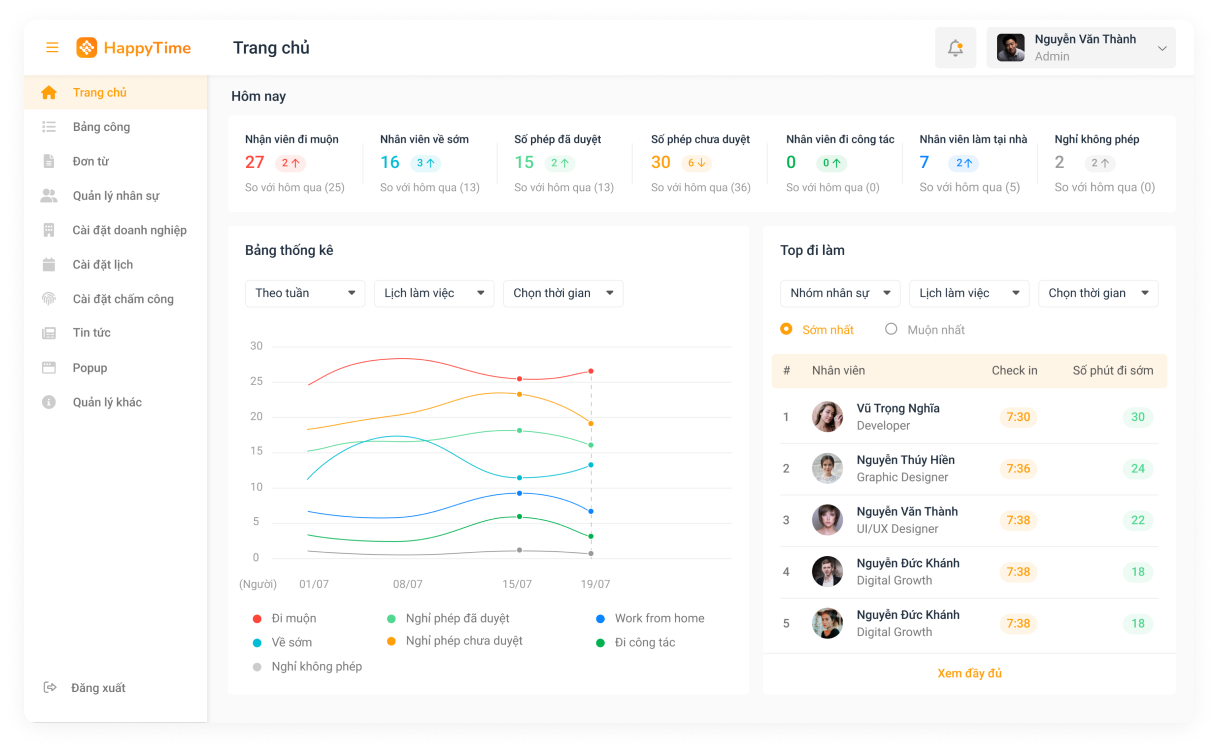 HappyTime
Trang chủ
Nguyễn Văn Thành
Admin
Trang chủ
Bảng công
Đơn từ
Quản lý nhân sự
Cài đặt doanh nghiệp
Cài đặt lịch
Cài đặt chấm công
Tin tức
Popup
Quản lý khác
Đăng xuất
Hôm nay
Nhận viên đi muộn
27 2
So với hôm qua (25)
Nhân viên về sớm
16 3
So với hôm qua (13)
Số phép đã duyệt
15 2
So với hôm qua (13)
Số phép chưa duyệt
30 6
So với hôm qua (36)
Nhân viên đi công tác
0 0
So với hôm qua (0)
Nhân viên làm tại nhà
7 2
So với hôm qua (5)
Nghỉ không phép
2 2
So với hôm qua (0)
Bảng thống kê
Theo tuần Lịch làm việc Chọn thời gian
30
25
20
15
10
5
0
(Người) 01/07 08/07 15/07 19/07
Đi muộn Nghỉ phép đã duyệt Work from home
Về sớm Nghỉ phép chưa duyệt Đi công tác
Nghỉ không phép
Top đi làm
Nhóm nhân sự Lịch làm việc Chọn thời gian
Sớm nhất Muộn nhất
# Nhân viên Check in Số phút đi sớm
1 Vũ Trọng Nghĩa 7:30 30
Developer
2 Nguyễn Thúy Hiền 7:36 24
Graphic Designer
3 Nguyễn Văn Thành 7:38 22
UI/UX Designer
4 Nguyễn Đức Khánh 7:38 18
Digital Growth
5 Nguyễn Đức Khánh 7:38 18
Digital Growth
Xem đầy đủ